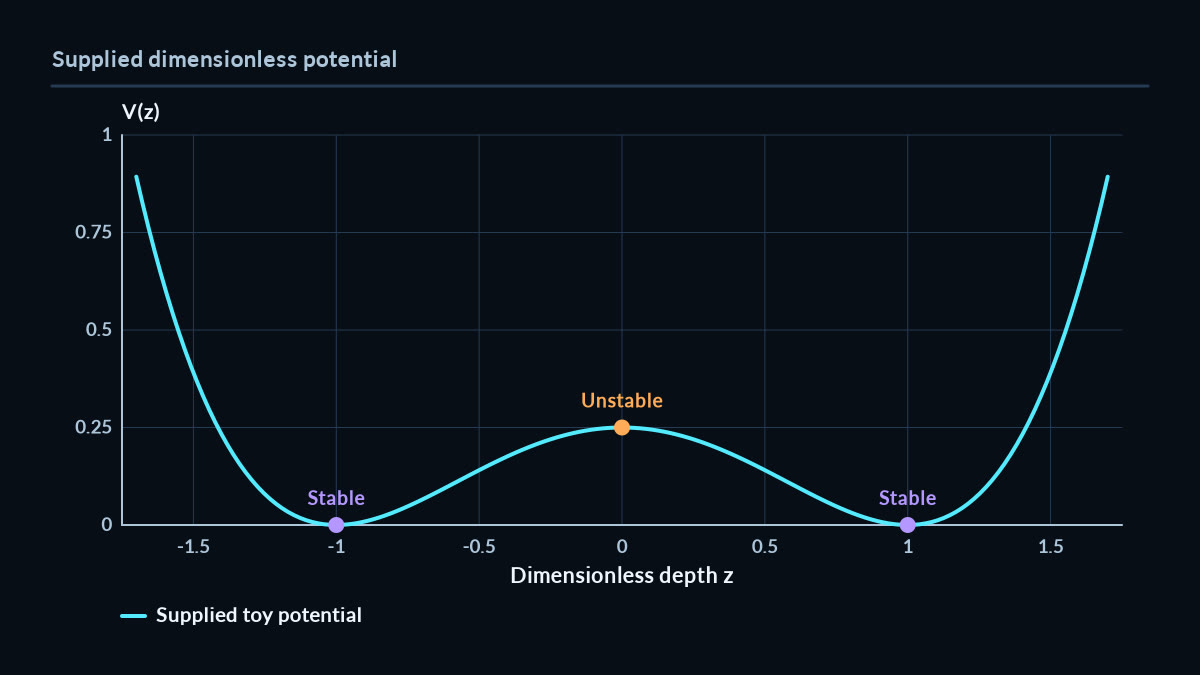 Supplied dimensionless potential
V(z)
1
0.75
0.5
0.25
0
Unstable
Stable
Stable
-1.5
-1
-0.5
0
0.5
1
1.5
Dimensionless depth z
Supplied toy potential